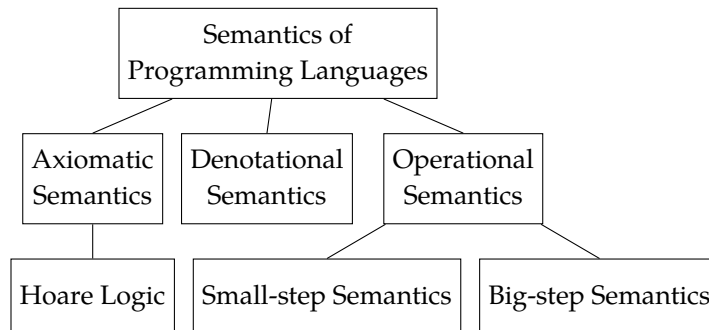 Semantics of
Programming Languages
Axiomatic
Semantics
Denotational
Semantics
Operational
Semantics
Hoare Logic
Small-step Semantics
Big-step Semantics